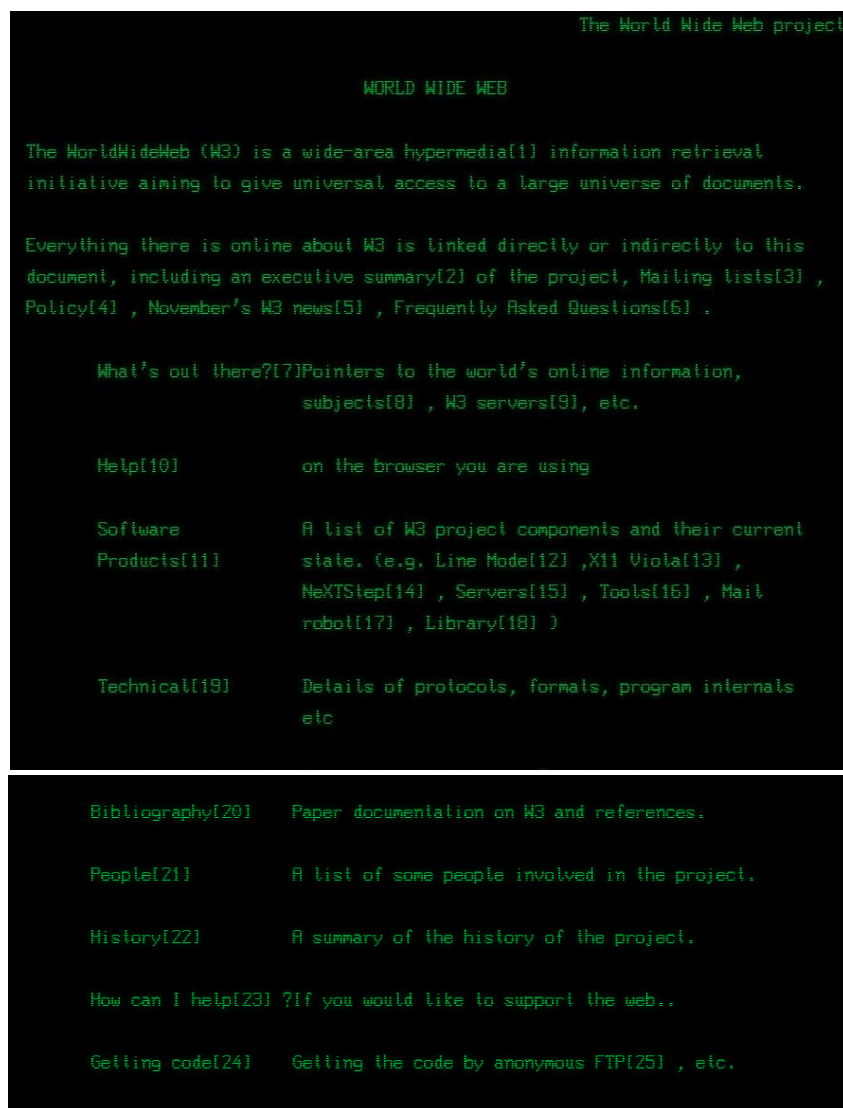 The World Wide Web project
WORLD WIDE WEB
The WorldWideWeb (W3) is a wide-area hypermedia[1] information retrieval
initiative aiming to give universal access to a large universe of documents.
Everything there is online about W3 is linked directly or indirectly to this
document, including an executive summary[2] of the project, Mailing lists[3] ,
Policy[4] , November's W3 news[5] , Frequently Asked Questions[6] .
What's out there?[7]Pointers to the world's online information,
subjects[8] , W3 servers[9], etc.
Help[10] on the browser you are using
Software A list of W3 project components and their current
Products[11] state. (e.g. Line Mode[12] ,X11 Viola[13] ,
NeXTStep[14] , Servers[15] , Tools[16] , Mail
robot[17] , Library[18] )
Technical[19] Details of protocols, formats, program internals
etc
Bibliography[20] Paper documentation on W3 and references.
People[21] A list of some people involved in the project.
History[22] A summary of the history of the project.
How can I help[23] ?If you would like to support the web..
Getting code[24] Getting the code by anonymous FTP[25] , etc.